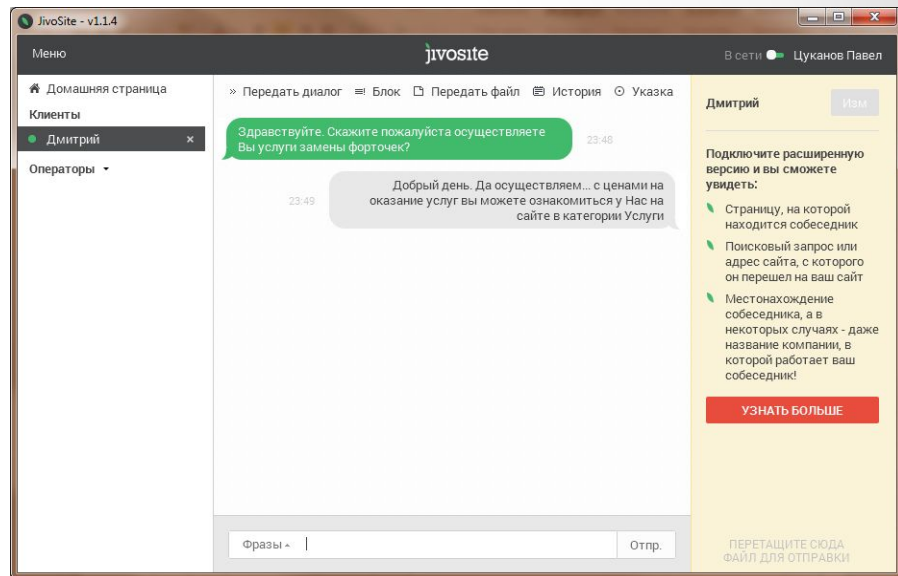 JivoSite - v1.1.4
Меню
jivosite
В сети Цуканов Павел
Домашняя страница
Клиенты
Дмитрий ×
Операторы
» Передать диалог Блок Передать файл История Указка
Здравствуйте. Скажите пожалуйста осуществляете
Вы услуги замены форточек?
23:48
23:49
Добрый день. Да осуществляем... с ценами на
оказание услуг вы можете ознакомиться у Нас на
сайте в категории Услуги
Фразы
Отпр.
Дмитрий
Изм
Подключите расширенную
версию и вы сможете
увидеть:
Страницу, на которой
находится собеседник
Поисковый запрос или
адрес сайта, с которого
он перешел на ваш сайт
Местонахождение
собеседника, а в
некоторых случаях - даже
название компании, в
которой работает ваш
собеседник!
УЗНАТЬ БОЛЬШЕ
ПЕРЕТАЩИТЕ СЮДА
ФАЙЛ ДЛЯ ОТПРАВКИ